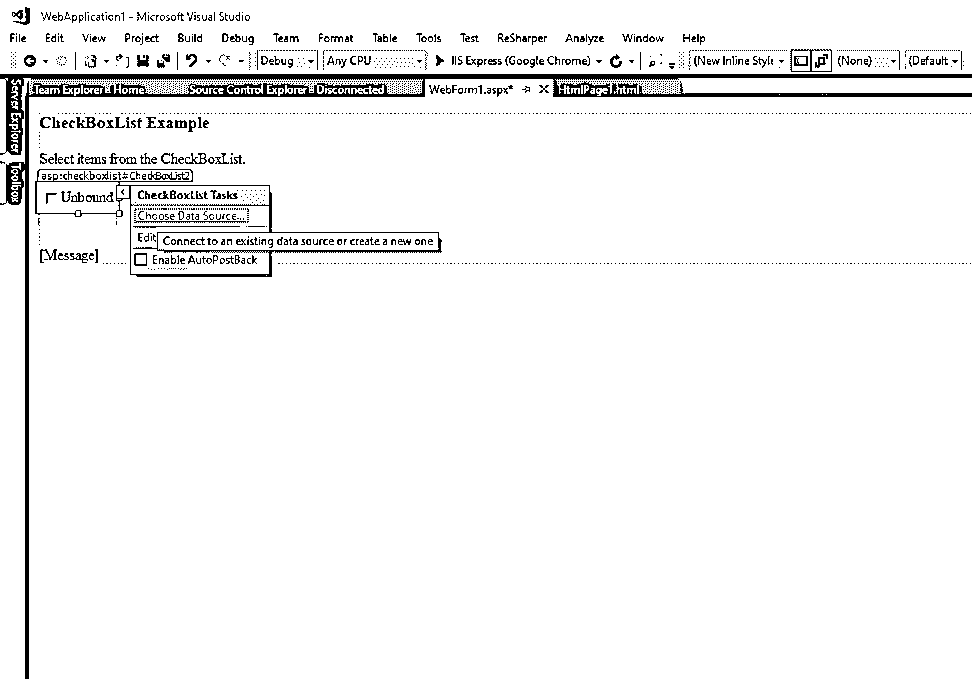 WebApplication1 - Microsoft Visual Studio
File Edit View Project Build Debug Team Format Table Tools Test ReSharper Analyze Window Help
Debug Any CPU IIS Express (Google Chrome) (New Inline Style (None) (Default
Server Explorer
Toolbox
Team Explorer - Home Source Control Explorer - Disconnected WebForm1.aspx* HtmlPage1.html
CheckBoxList Example
Select items from the CheckBoxList.
asp:checkboxlist#CheckBoxList2
Unbound
CheckBoxList Tasks
Choose Data Source...
Edit
Connect to an existing data source or create a new one
[Message]
Enable AutoPostBack